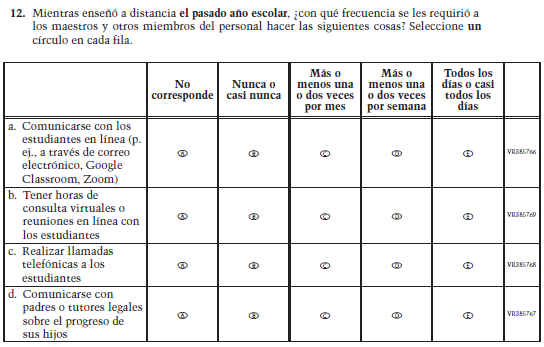 12. Mientras enseñó a distancia el pasado año escolar, ¿con qué frecuencia se les requirió a
los maestros y otros miembros del personal hacer las siguientes cosas? Seleccione un
círculo en cada fila.
No
corresponde
Nunca o
casi nunca
Más o
menos una
o dos veces
por mes
Más o
menos una
o dos veces
por semana
Todos los
días o casi
todos los
días
a. Comunicarse con los
estudiantes en línea (p.
ej., a través de correo
electrónico, Google
Classroom, Zoom)
A B C D E VR385766
b. Tener horas de
consulta virtuales o
reuniones en línea con
los estudiantes
A B C D E VR385769
c. Realizar llamadas
telefónicas a los
estudiantes
A B C D E VR385768
d. Comunicarse con
padres o tutores legales
sobre el progreso de
sus hijos
A B C D E VR385767